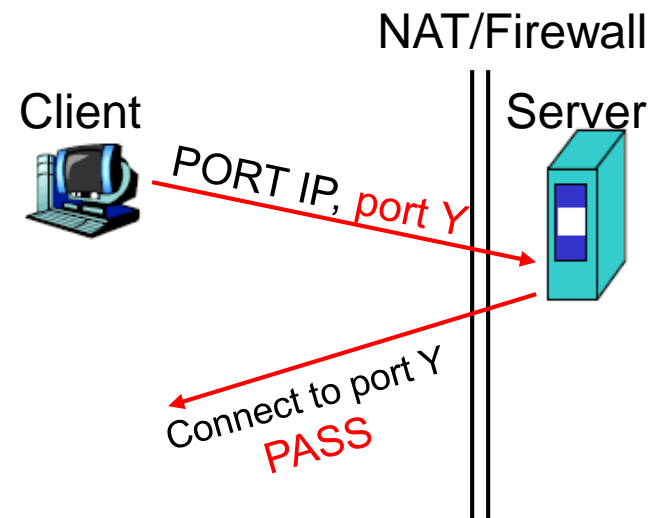 NAT/Firewall
Client
Server
PORT IP, port Y
Connect to port Y
PASS